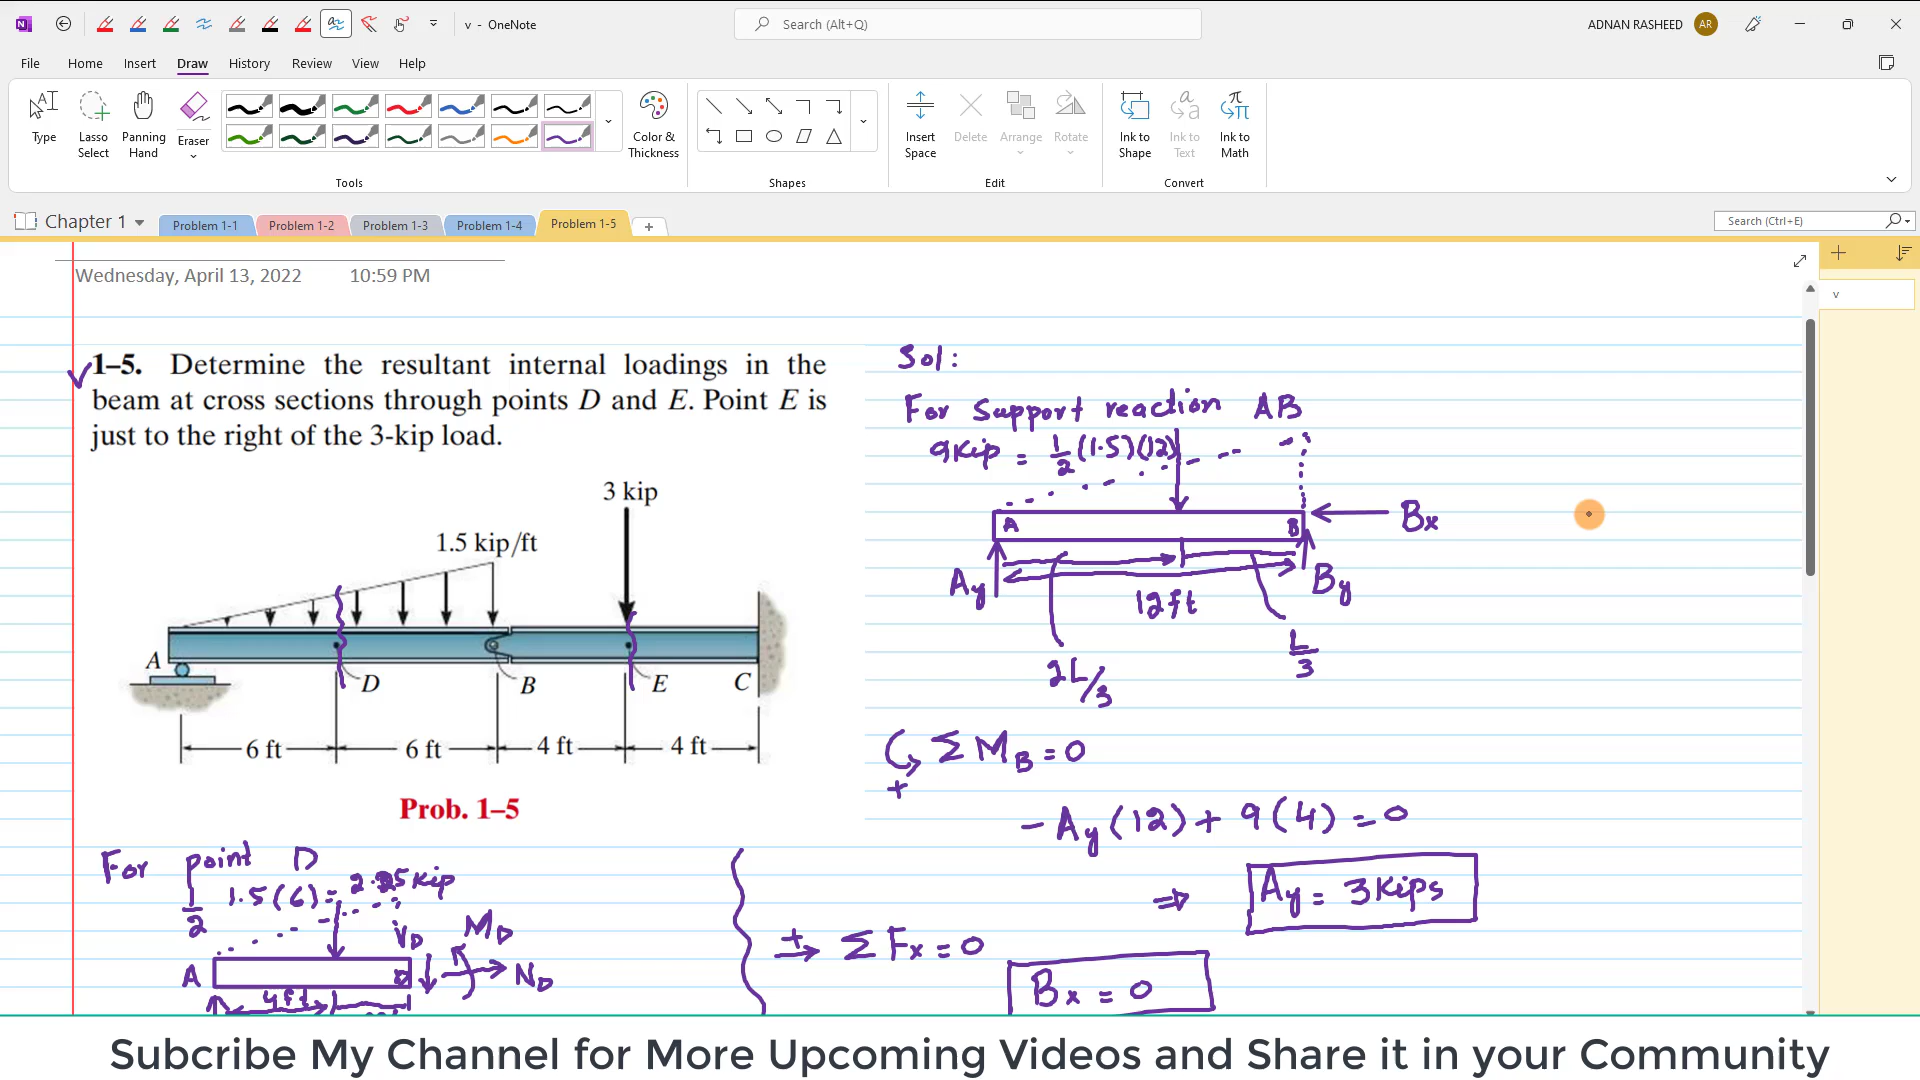 v - OneNote
Search (Alt+Q)
ADNAN RASHEED AR
File Home Insert Draw History Review View Help
Type
Lasso Select
Panning Hand
Eraser
Color & Thickness
Insert Space
Delete
Arrange
Rotate
Ink to Shape
Ink to Text
Ink to Math
Tools
Shapes
Edit
Convert
Chapter 1
Problem 1-1
Problem 1-2
Problem 1-3
Problem 1-4
Problem 1-5
Search (Ctrl+E)
Wednesday, April 13, 2022 10:59 PM
v
1–5. Determine the resultant internal loadings in the
beam at cross sections through points D and E. Point E is
just to the right of the 3-kip load.
3 kip
1.5 kip/ft
A
D
B
E
C
6 ft
6 ft
4 ft
4 ft
Prob. 1–5
For point D
1/2 1.5(6) = 2.25 kip
A
D
V_D
M_D
N_D
4ft
Sol:
For Support reaction AB
9kip = 1/2 (1.5)(12)
A
B
Bx
Ay
By
12ft
2L/3
L/3
+ ΣM_B = 0
-Ay(12) + 9(4) = 0
⇒ Ay = 3kips
+→ ΣFx = 0
Bx = 0
Subcribe My Channel for More Upcoming Videos and Share it in your Community